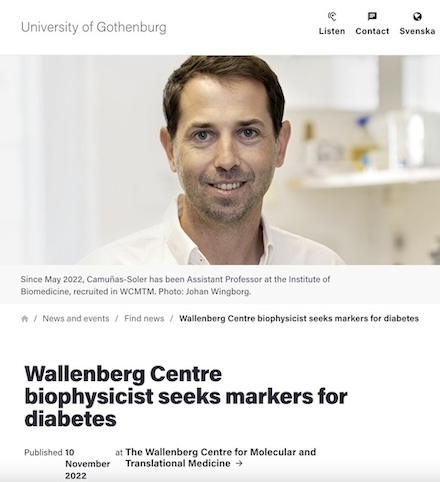 University of Gothenburg
Listen Contact Svenska
Since May 2022, Camuñas-Soler has been Assistant Professor at the Institute of
Biomedicine, recruited in WCMTM. Photo: Johan Wingborg.
/ News and events / Find news / Wallenberg Centre biophysicist seeks markers for diabetes
Wallenberg Centre
biophysicist seeks markers for
diabetes
Published 10 at The Wallenberg Centre for Molecular and
November Translational Medicine →
2022